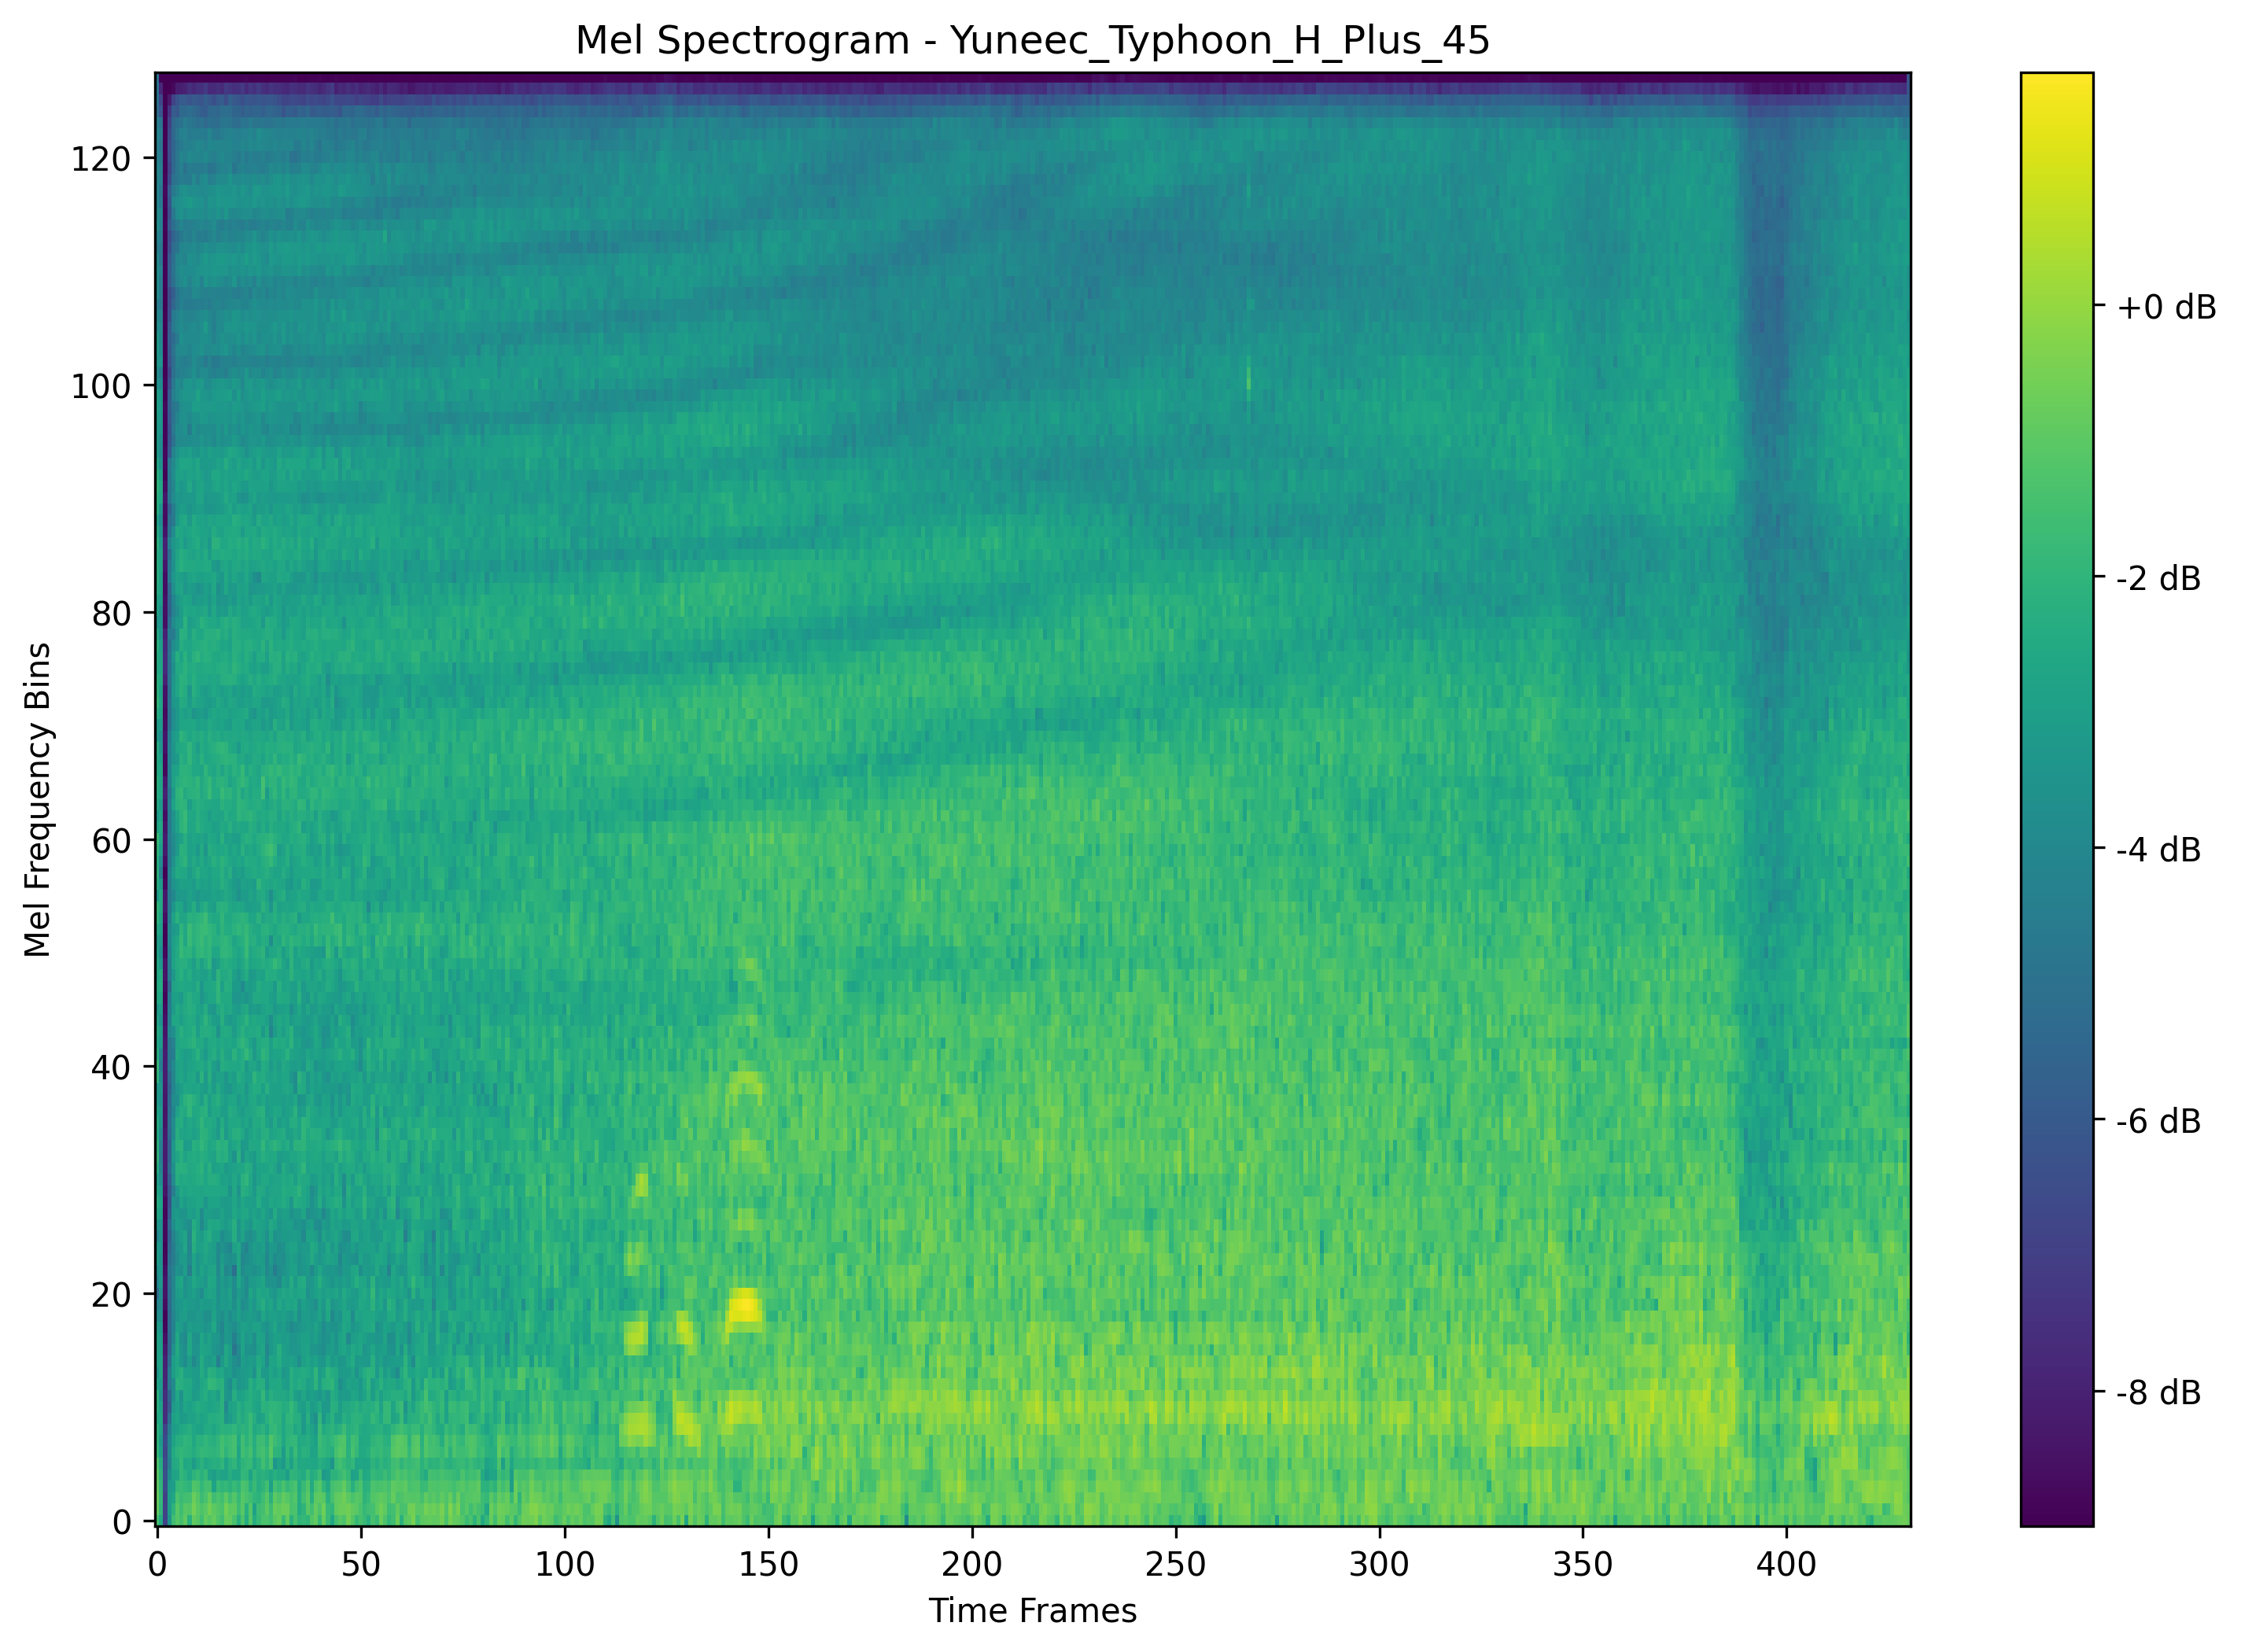 Mel Spectrogram - Yuneec_Typhoon_H_Plus_45
Mel Frequency Bins
120
100
80
60
40
20
0
0 50 100 150 200 250 300 350 400
Time Frames
+0 dB
-2 dB
-4 dB
-6 dB
-8 dB